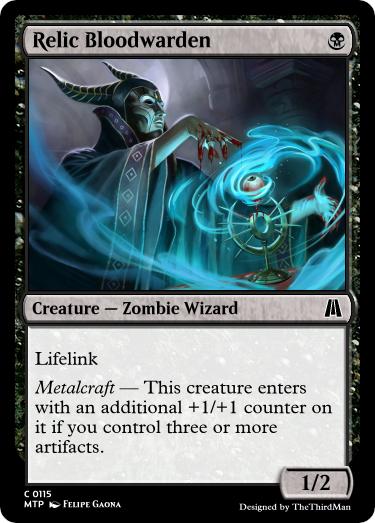 Relic Bloodwarden
Creature — Zombie Wizard
Lifelink
Metalcraft — This creature enters
with an additional +1/+1 counter on
it if you control three or more
artifacts.
1/2
C 0115
MTP Felipe Gaona
Designed by TheThirdMan